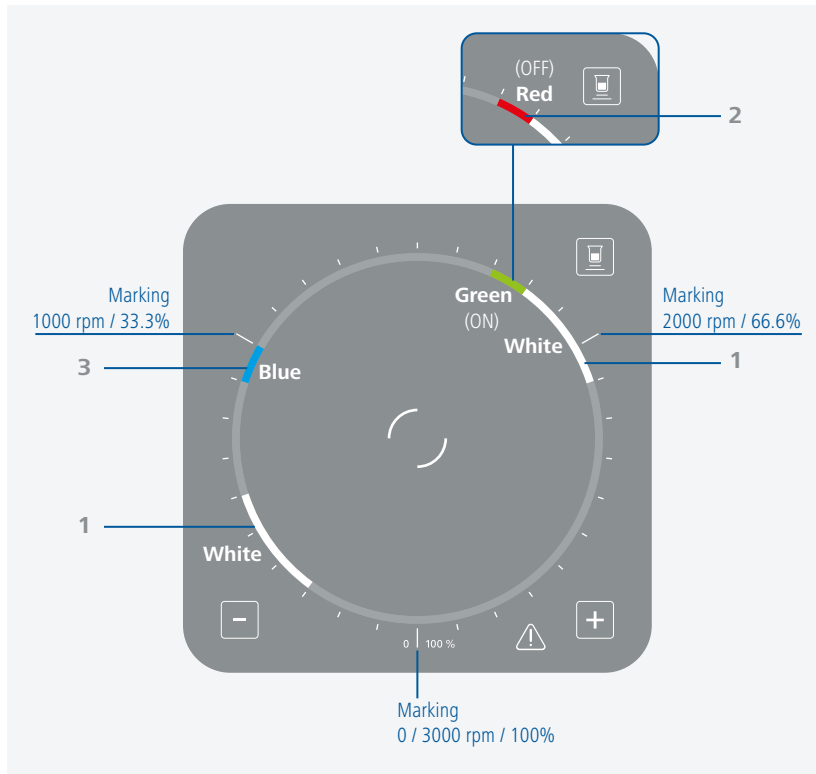 (OFF)
Red
2
Marking
1000 rpm / 33.3%
Green
(ON)
Marking
2000 rpm / 66.6%
White
1
3
Blue
1
White
-
+
0 | 100 %
Marking
0 / 3000 rpm / 100%